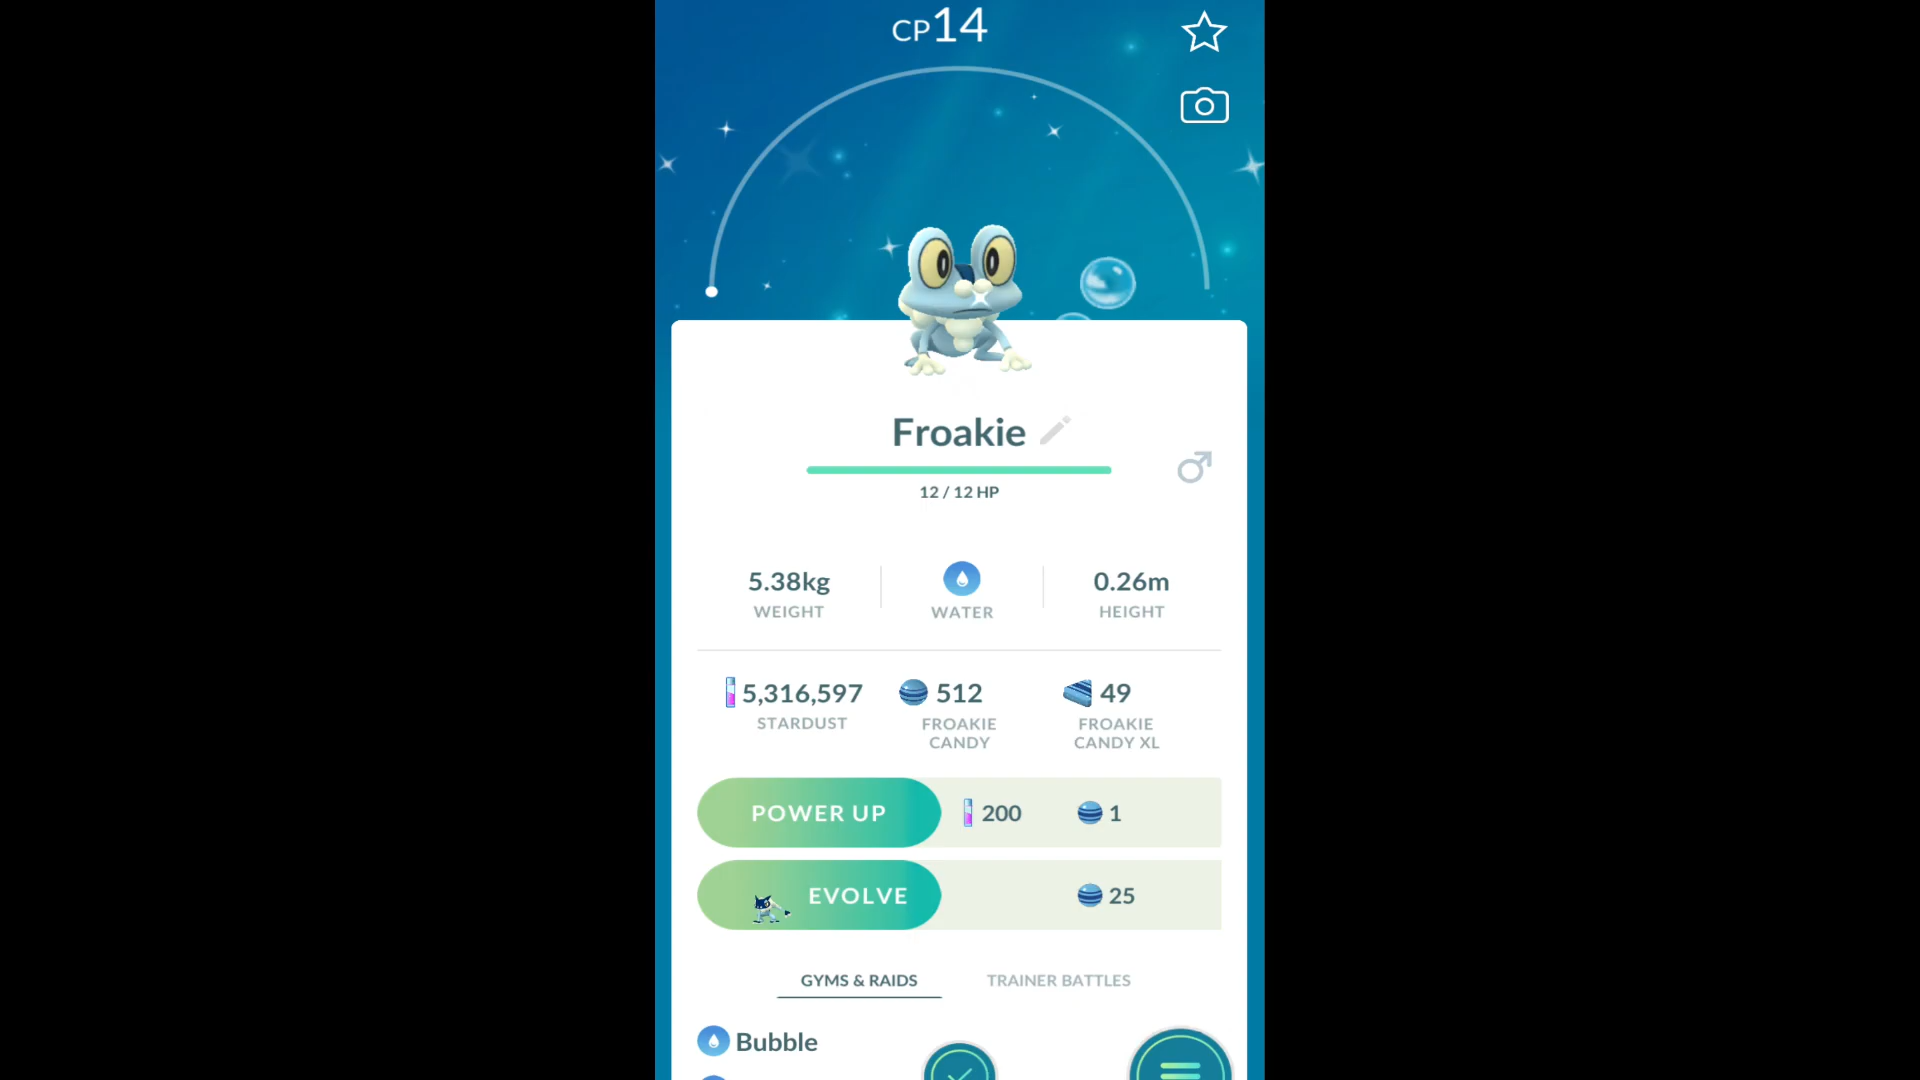 CP14
Froakie
12 / 12 HP
5.38kg
WEIGHT
WATER
0.26m
HEIGHT
5,316,597
STARDUST
512
FROAKIE
CANDY
49
FROAKIE
CANDY XL
POWER UP 200 1
EVOLVE 25
GYMS & RAIDS TRAINER BATTLES
Bubble